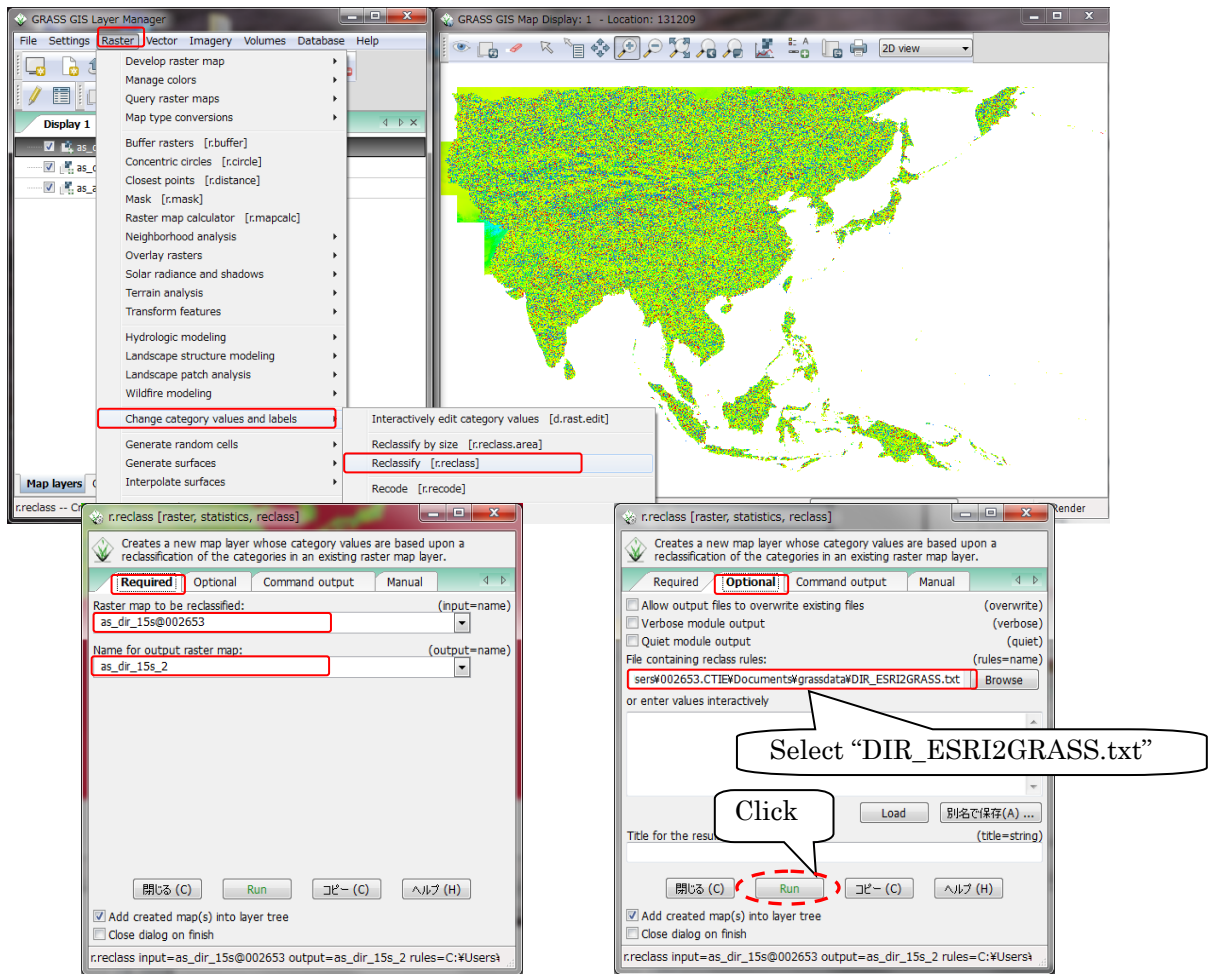 GRASS GIS Layer Manager
File Settings Raster Vector Imagery Volumes Database Help
Develop raster map
Manage colors
Query raster maps
Map type conversions
Buffer rasters [r.buffer]
Concentric circles [r.circle]
Closest points [r.distance]
Mask [r.mask]
Raster map calculator [r.mapcalc]
Neighborhood analysis
Overlay rasters
Solar radiance and shadows
Terrain analysis
Transform features
Hydrologic modeling
Landscape structure modeling
Landscape patch analysis
Wildfire modeling
Change category values and labels
Generate random cells
Generate surfaces
Interpolate surfaces
Display 1
Map layers
r.reclass -- Cr
Interactively edit category values [d.rast.edit]
Reclassify by size [r.reclass.area]
Reclassify [r.reclass]
Recode [r.recode]
GRASS GIS Map Display: 1 - Location: 131209
2D view
Render
r.reclass [raster, statistics, reclass]
Creates a new map layer whose category values are based upon a
reclassification of the categories in an existing raster map layer.
Required Optional Command output Manual
Raster map to be reclassified: (input=name)
as_dir_15s@002653
Name for output raster map: (output=name)
as_dir_15s_2
閉じる (C) Run コピー (C) ヘルプ (H)
Add created map(s) into layer tree
Close dialog on finish
r.reclass input=as_dir_15s@002653 output=as_dir_15s_2 rules=C:¥Users¥
r.reclass [raster, statistics, reclass]
Creates a new map layer whose category values are based upon a
reclassification of the categories in an existing raster map layer.
Required Optional Command output Manual
Allow output files to overwrite existing files (overwrite)
Verbose module output (verbose)
Quiet module output (quiet)
File containing reclass rules: (rules=name)
sers¥002653.CTIE¥Documents¥grassdata¥DIR_ESRI2GRASS.txt Browse
or enter values interactively
Select “DIR_ESRI2GRASS.txt”
Click
Load 別名で保存(A) ...
Title for the resu (title=string)
閉じる (C) Run コピー (C) ヘルプ (H)
Add created map(s) into layer tree
Close dialog on finish
r.reclass input=as_dir_15s@002653 output=as_dir_15s_2 rules=C:¥Users¥